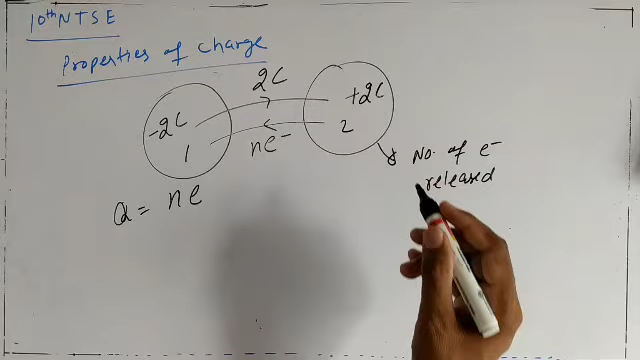 10th NTSE
Properties of charge
2C
-2C
+2C
1
2
ne-
No. of e-
released
Q = ne